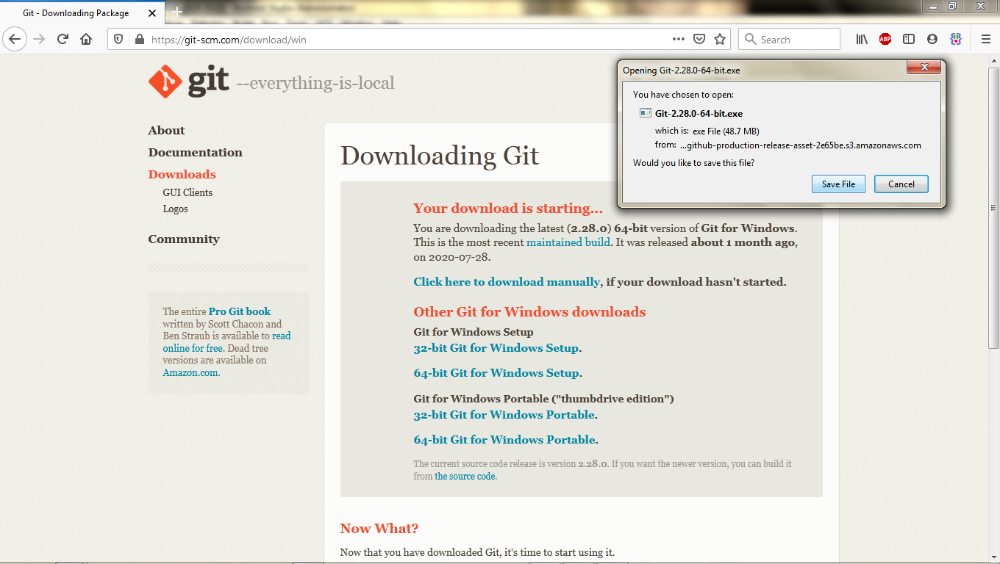 Git - Downloading Package
https://git-scm.com/download/win
Search
ABP
git --everything-is-local
About
Documentation
Downloads
GUI Clients
Logos
Community
The entire Pro Git book
written by Scott Chacon and
Ben Straub is available to read
online for free. Dead tree
versions are available on
Amazon.com.
Downloading Git
Your download is starting...
You are downloading the latest (2.28.0) 64-bit version of Git for Windows.
This is the most recent maintained build. It was released about 1 month ago,
on 2020-07-28.
Click here to download manually, if your download hasn't started.
Other Git for Windows downloads
Git for Windows Setup
32-bit Git for Windows Setup.
64-bit Git for Windows Setup.
Git for Windows Portable ("thumbdrive edition")
32-bit Git for Windows Portable.
64-bit Git for Windows Portable.
The current source code release is version 2.28.0. If you want the newer version, you can build it
from the source code.
Now What?
Now that you have downloaded Git, it's time to start using it.
Opening Git-2.28.0-64-bit.exe
You have chosen to open:
Git-2.28.0-64-bit.exe
which is: exe File (48.7 MB)
from: ...github-production-release-asset-2e65be.s3.amazonaws.com
Would you like to save this file?
Save File
Cancel